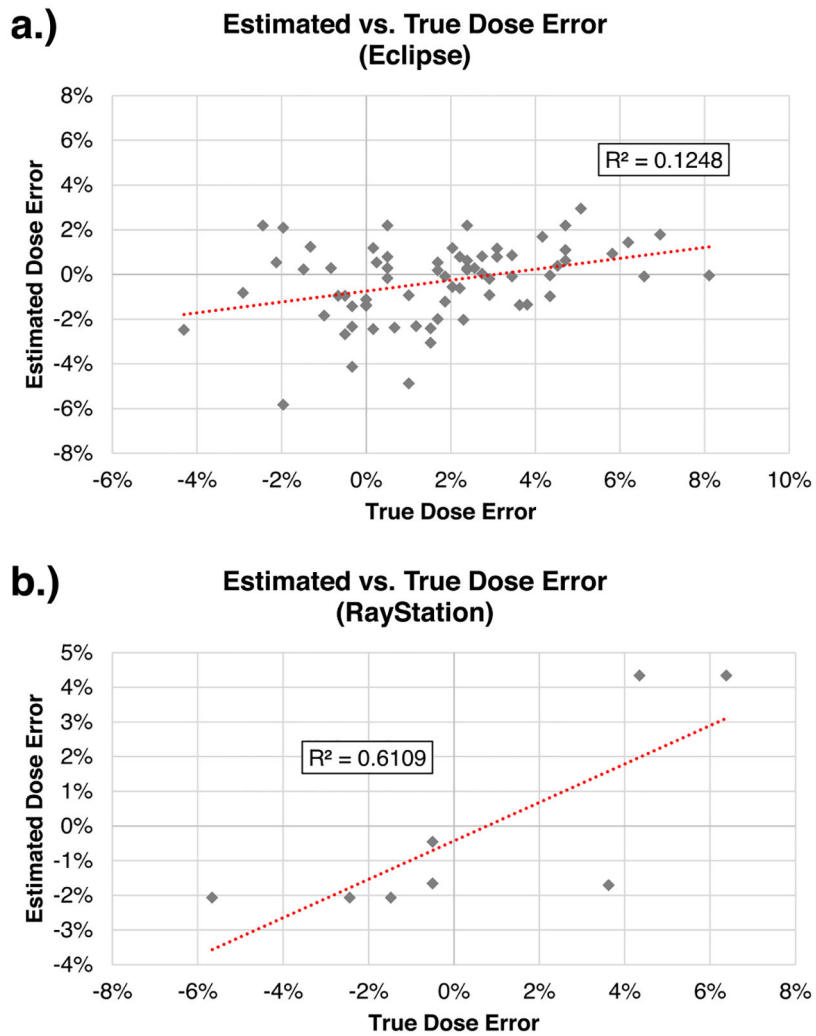 a.)
Estimated vs. True Dose Error
(Eclipse)
8%
6%
4%
2%
0%
-2%
-4%
-6%
-8%
Estimated Dose Error
R² = 0.1248
-6% -4% -2% 0% 2% 4% 6% 8% 10%
True Dose Error
b.)
Estimated vs. True Dose Error
(RayStation)
5%
4%
3%
2%
1%
0%
-1%
-2%
-3%
-4%
Estimated Dose Error
R² = 0.6109
-8% -6% -4% -2% 0% 2% 4% 6% 8%
True Dose Error